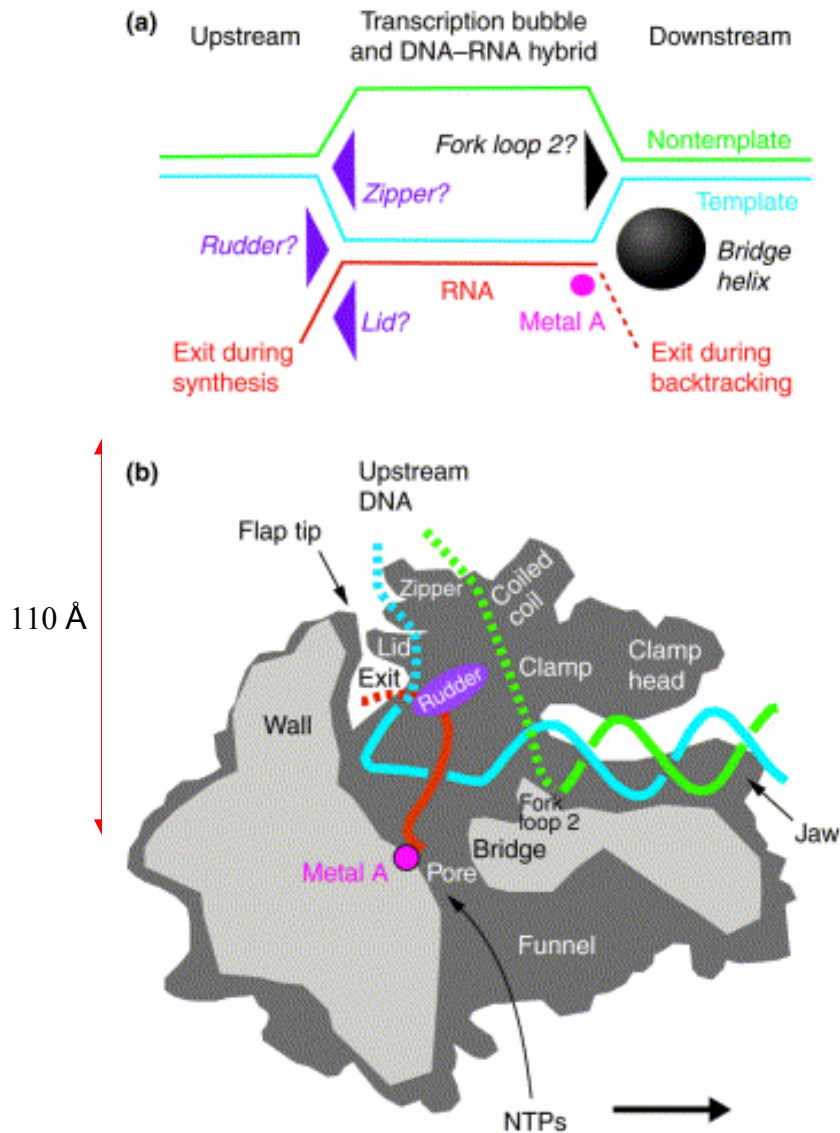 (a)
Upstream
Transcription bubble
and DNA–RNA hybrid
Downstream
Nontemplate
Fork loop 2?
Zipper?
Template
Rudder?
Bridge
helix
RNA
Lid?
Metal A
Exit during
synthesis
Exit during
backtracking
(b)
Upstream
DNA
Flap tip
Zipper
Coiled
coil
110 Å
Lid
Clamp
Clamp
head
Exit
Rudder
Wall
Fork
loop 2
Jaw
Bridge
Metal A
Pore
Funnel
NTPs